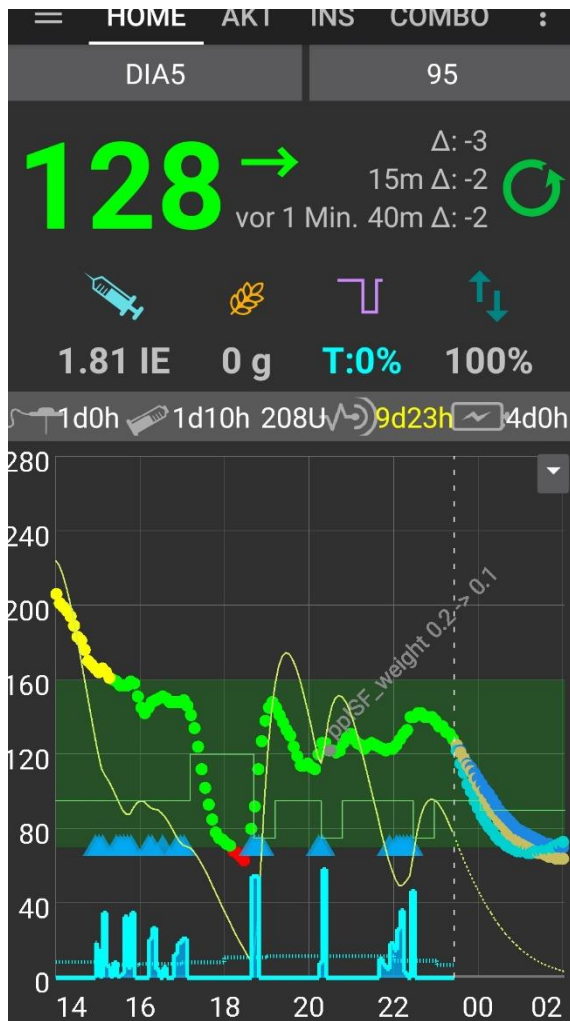 HOME AKT INS COMBO
DIA5 95
128 Δ: -3
15m Δ: -2
vor 1 Min. 40m Δ: -2
1.81 IE 0 g T:0% 100%
1d0h 1d10h 208U 9d23h 4d0h
280
240
200
160
120
80
40
0
ppISF_weight 0.2 -> 0.1
14 16 18 20 22 00 02